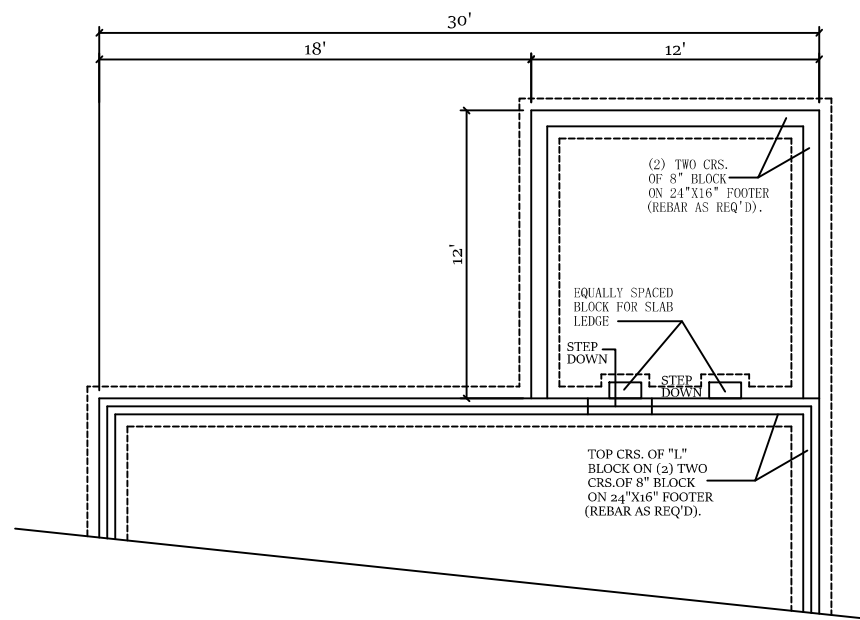 30'
18'
12'
(2) TWO CRS.
OF 8" BLOCK
ON 24"X16" FOOTER
(REBAR AS REQ'D).
12'
EQUALLY SPACED
BLOCK FOR SLAB
LEDGE
STEP
DOWN
STEP
DOWN
TOP CRS. OF "L"
BLOCK ON (2) TWO
CRS.OF 8" BLOCK
ON 24"X16" FOOTER
(REBAR AS REQ'D).